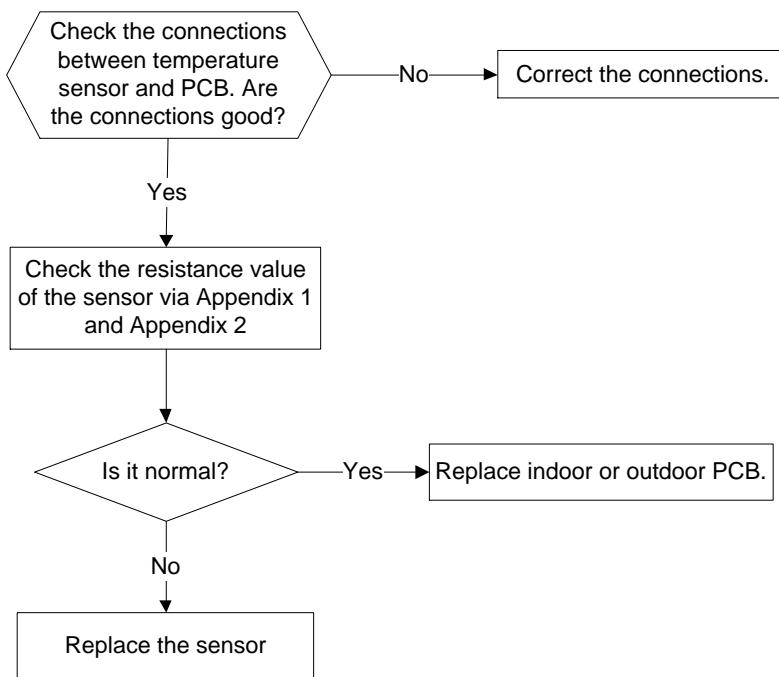 Check the connections
between temperature
sensor and PCB. Are
the connections good?
No
Correct the connections.
Yes
Check the resistance value
of the sensor via Appendix 1
and Appendix 2
Is it normal?
Yes
Replace indoor or outdoor PCB.
No
Replace the sensor